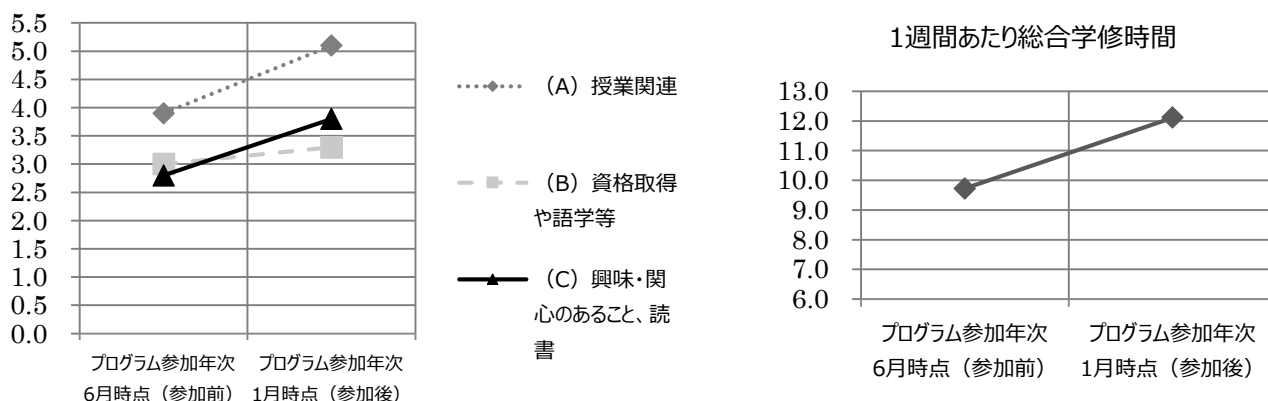 5.5
5.0
4.5
4.0
3.5
3.0
2.5
2.0
1.5
1.0
0.5
0.0
プログラム参加年次
6月時点（参加前）
プログラム参加年次
1月時点（参加後）
（A）授業関連
（B）資格取得
や語学等
（C）興味・関
心のあること、読
書
1週間あたり総合学修時間
13.0
12.0
11.0
10.0
9.0
8.0
7.0
6.0
プログラム参加年次
6月時点（参加前）
プログラム参加年次
1月時点（参加後）